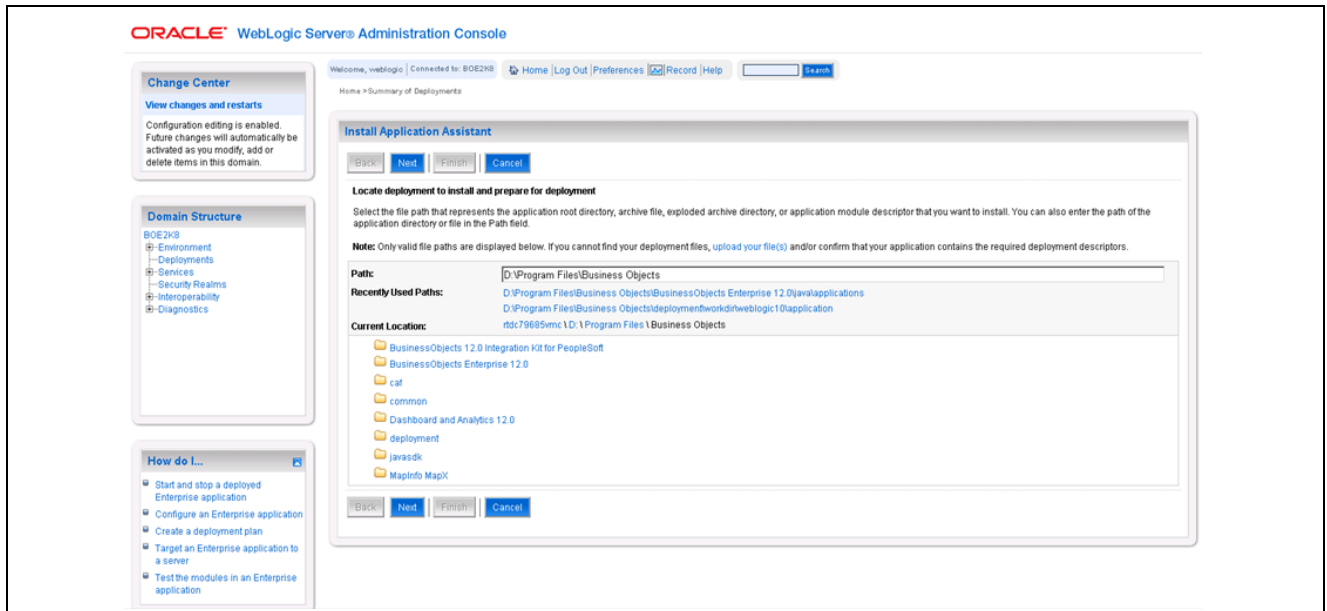 ORACLE WebLogic Server® Administration Console
Change Center
View changes and restarts
Configuration editing is enabled.
Future changes will automatically be
activated as you modify, add or
delete items in this domain.
Domain Structure
BOE2K8
Environment
Deployments
Services
Security Realms
Interoperability
Diagnostics
How do I...
Start and stop a deployed
Enterprise application
Configure an Enterprise application
Create a deployment plan
Target an Enterprise application to
a server
Test the modules in an Enterprise
application
Welcome, weblogic Connected to: BOE2K8 Home Log Out Preferences Record Help Search
Home > Summary of Deployments
Install Application Assistant
Back Next Finish Cancel
Locate deployment to install and prepare for deployment
Select the file path that represents the application root directory, archive file, exploded archive directory, or application module descriptor that you want to install. You can also enter the path of the
application directory or file in the Path field.
Note: Only valid file paths are displayed below. If you cannot find your deployment files, upload your file(s) and/or confirm that your application contains the required deployment descriptors.
Path: D:\Program Files\Business Objects
Recently Used Paths: D:\Program Files\Business Objects\BusinessObjects Enterprise 12.0\java\applications
D:\Program Files\Business Objects\deployment\workdir\weblogic10\application
Current Location: rtdc79685vmc \ D: \ Program Files \ Business Objects
BusinessObjects 12.0 Integration Kit for PeopleSoft
BusinessObjects Enterprise 12.0
caf
common
Dashboard and Analytics 12.0
deployment
javasdk
MapInfo MapX
Back Next Finish Cancel